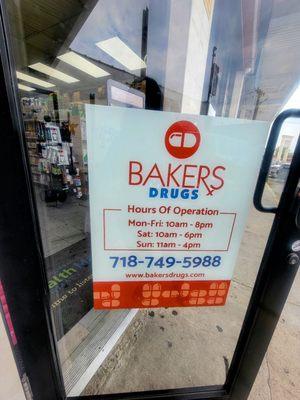 BAKERS
DRUGS
Hours Of Operation
Mon-Fri: 10am - 8pm
Sat: 10am - 6pm
Sun: 11am - 4pm
718-749-5988
www.bakersdrugs.com